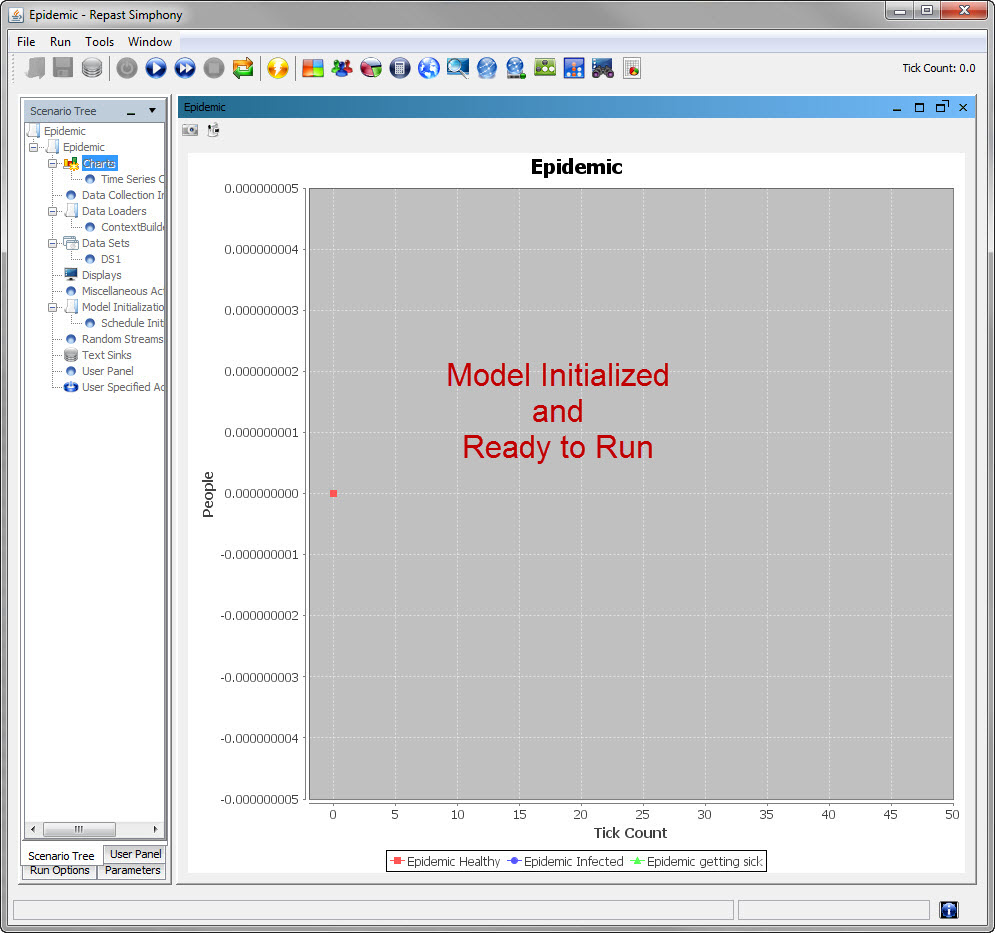 Epidemic - Repast Simphony
File Run Tools Window
Tick Count: 0.0
Scenario Tree
Epidemic
Epidemic
Charts
Time Series C
Data Collection In
Data Loaders
ContextBuilde
Data Sets
DS1
Displays
Miscellaneous Ac
Model Initializatio
Schedule Init
Random Streams
Text Sinks
User Panel
User Specified Ac
Scenario Tree User Panel
Run Options Parameters
Epidemic
Epidemic
0.000000005
0.000000004
0.000000003
0.000000002
0.000000001
0.000000000
-0.000000001
-0.000000002
-0.000000003
-0.000000004
-0.000000005
People
Model Initialized
and
Ready to Run
0 5 10 15 20 25 30 35 40 45 50
Tick Count
Epidemic Healthy Epidemic Infected Epidemic getting sick